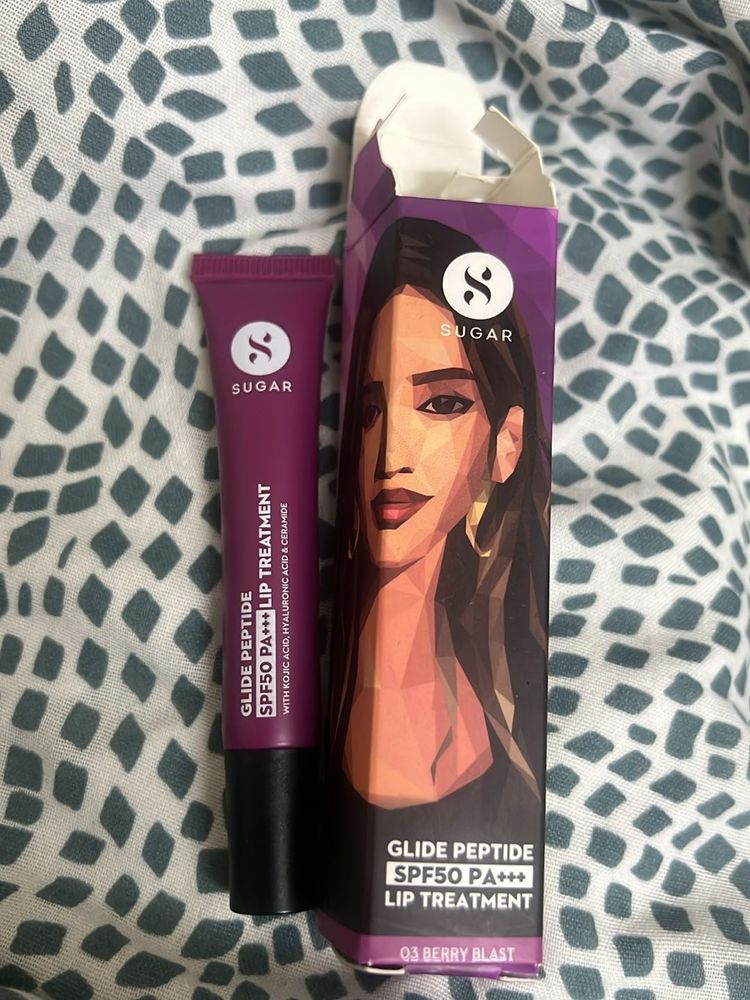 SUGAR
GLIDE PEPTIDE
SPF50 PA+++ LIP TREATMENT
WITH KOJIC ACID, HYALURONIC ACID & CERAMIDE
SUGAR
GLIDE PEPTIDE
SPF50 PA+++
LIP TREATMENT
03 BERRY BLAST